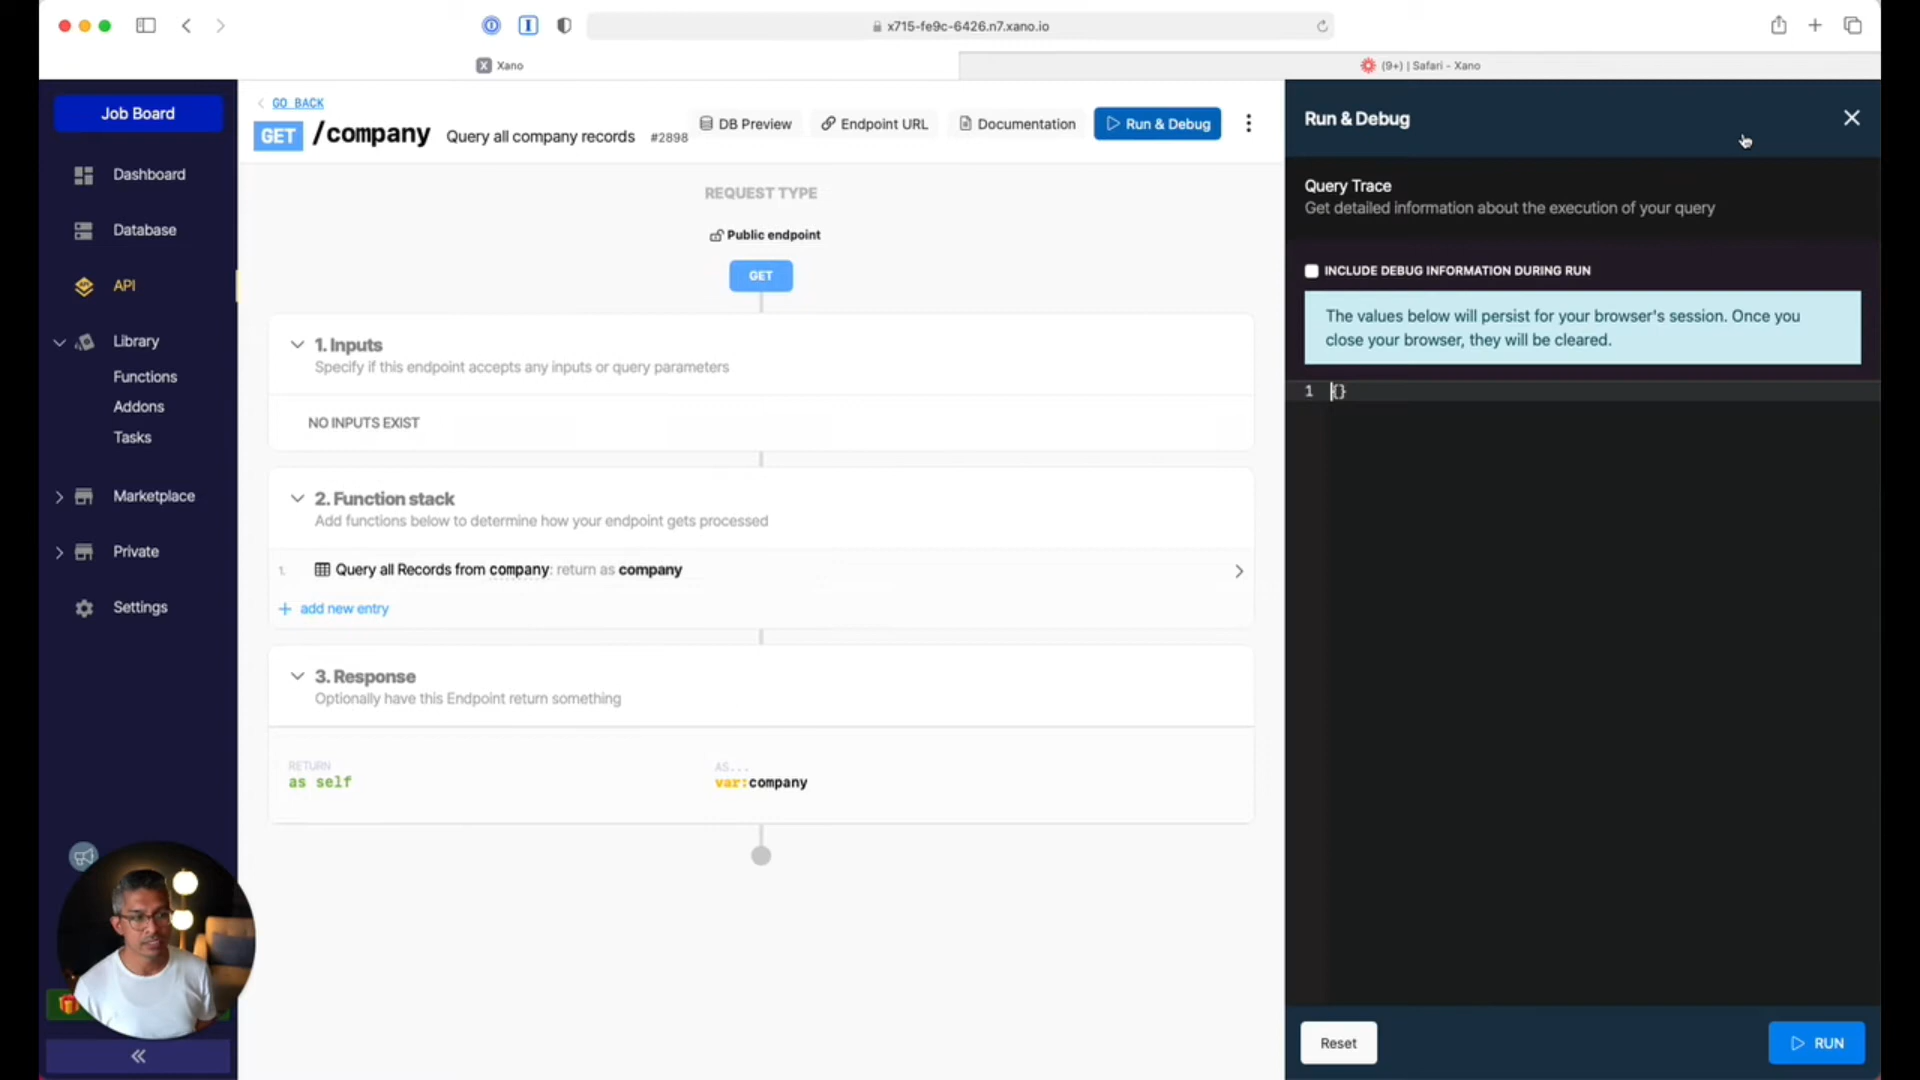 x715-fe9c-6426.n7.xano.io
X Xano
(9+) | Safari - Xano
Job Board
Dashboard
Database
API
Library
Functions
Addons
Tasks
Marketplace
Private
Settings
GO BACK
GET /company Query all company records #2898
DB Preview
Endpoint URL
Documentation
Run & Debug
REQUEST TYPE
Public endpoint
GET
1. Inputs
Specify if this endpoint accepts any inputs or query parameters
NO INPUTS EXIST
2. Function stack
Add functions below to determine how your endpoint gets processed
1. Query all Records from company: return as company
+ add new entry
3. Response
Optionally have this Endpoint return something
RETURN
as self
AS...
var:company
Run & Debug
Query Trace
Get detailed information about the execution of your query
INCLUDE DEBUG INFORMATION DURING RUN
The values below will persist for your browser's session. Once you
close your browser, they will be cleared.
1 {}
Reset
RUN